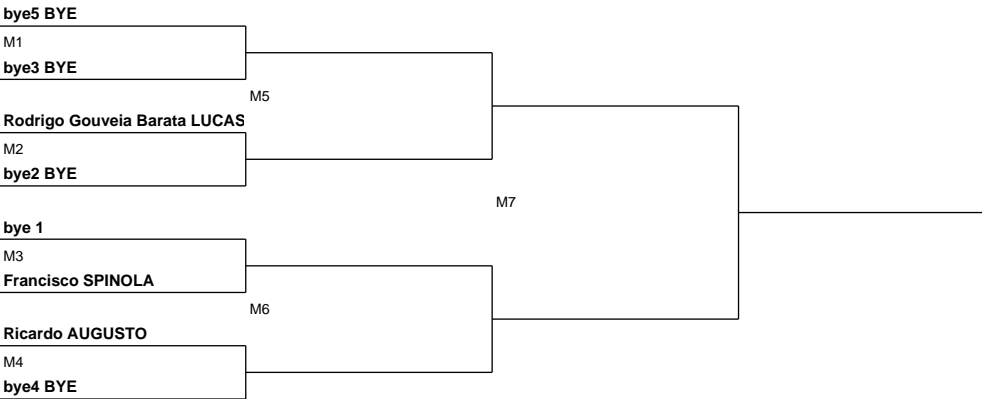 bye5 BYE
M1
bye3 BYE
M5
Rodrigo Gouveia Barata LUCAS
M2
bye2 BYE
M7
bye 1
M3
Francisco SPINOLA
M6
Ricardo AUGUSTO
M4
bye4 BYE